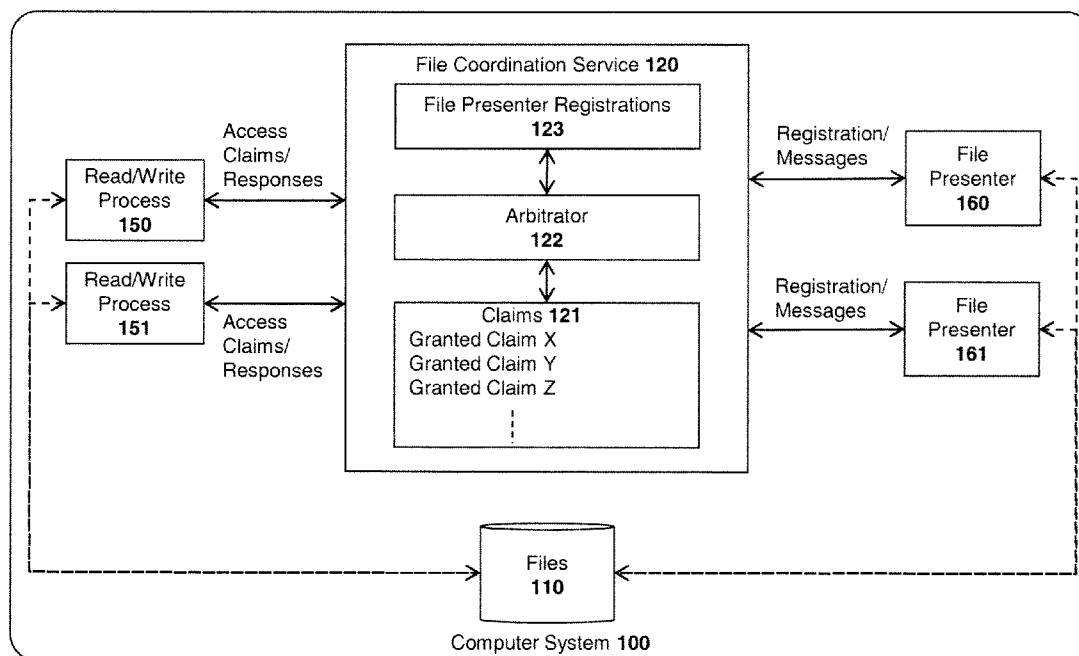 File Coordination Service 120
File Presenter Registrations
123
Arbitrator
122
Claims 121
Granted Claim X
Granted Claim Y
Granted Claim Z
Access
Claims/
Responses
Read/Write
Process
150
Read/Write
Process
151
Access
Claims/
Responses
Registration/
Messages
File
Presenter
160
Registration/
Messages
File
Presenter
161
Files
110
Computer System 100